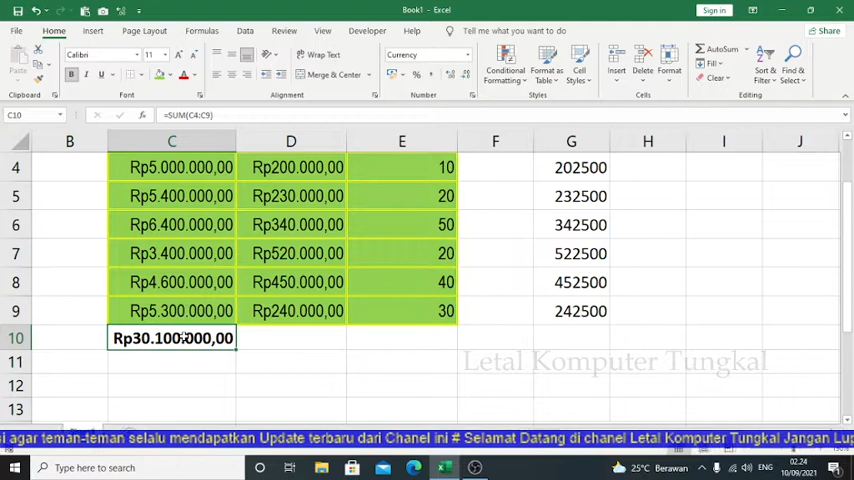 Book1 - Excel
Sign in
File Home Insert Page Layout Formulas Data Review View Developer Help Tell me what you want to do Share
Calibri 11 Wrap Text Currency AutoSum
Paste Conditional Format as Cell Insert Delete Format Fill Sort & Find &
B I U Merge & Center % Formatting Table Styles Clear Filter Select
Clipboard Font Alignment Number Styles Cells Editing
C10 fx =SUM(C4:C9)
B C D E F G H I J
4 Rp5.000.000,00 Rp200.000,00 10 202500
5 Rp5.400.000,00 Rp230.000,00 20 232500
6 Rp6.400.000,00 Rp340.000,00 50 342500
7 Rp3.400.000,00 Rp520.000,00 20 522500
8 Rp4.600.000,00 Rp450.000,00 40 452500
9 Rp5.300.000,00 Rp240.000,00 30 242500
10 Rp30.100.000,00
11 Letal Komputer Tungkal
12
13
si agar teman-teman selalu mendapatkan Update terbaru dari Chanel ini # Selamat Datang di chanel Letal Komputer Tungkal Jangan Lup
Type here to search 25°C Berawan ENG 02.24
10/09/2021